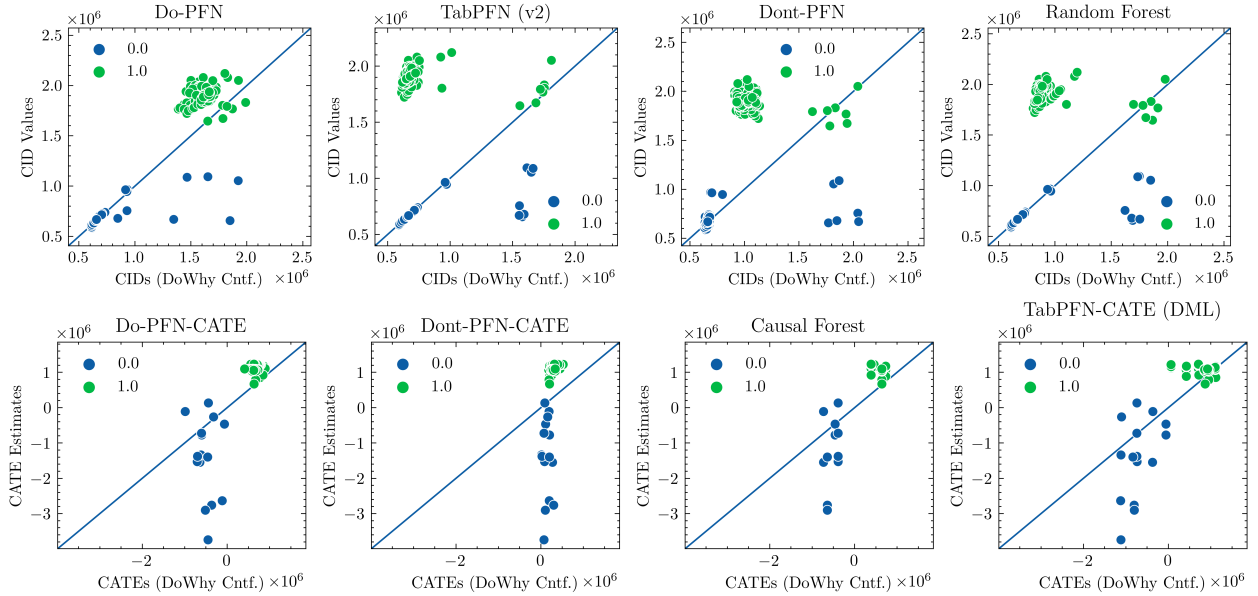 Do-PFN
×10⁶
2.5
2.0
1.5
1.0
0.5
CID Values
0.0
1.0
0.5 1.0 1.5 2.0 2.5
CIDs (DoWhy Cntf.) ×10⁶
TabPFN (v2)
×10⁶
2.0
1.5
1.0
0.5
CID Values
0.0
1.0
0.5 1.0 1.5 2.0
CIDs (DoWhy Cntf.) ×10⁶
Dont-PFN
×10⁶
2.5
2.0
1.5
1.0
0.5
CID Values
0.0
1.0
0.5 1.0 1.5 2.0 2.5
CIDs (DoWhy Cntf.) ×10⁶
Random Forest
×10⁶
2.5
2.0
1.5
1.0
0.5
CID Values
0.0
1.0
0.5 1.0 1.5 2.0 2.5
CIDs (DoWhy Cntf.) ×10⁶
Do-PFN-CATE
×10⁶
1
0
−1
−2
−3
CATE Estimates
0.0
1.0
−2 0
CATEs (DoWhy Cntf.) ×10⁶
Dont-PFN-CATE
×10⁶
1
0
−1
−2
−3
CATE Estimates
0.0
1.0
−2 0
CATEs (DoWhy Cntf.) ×10⁶
Causal Forest
×10⁶
1
0
−1
−2
−3
CATE Estimates
0.0
1.0
−2 0
CATEs (DoWhy Cntf.) ×10⁶
TabPFN-CATE (DML)
×10⁶
1
0
−1
−2
−3
CATE Estimates
0.0
1.0
−2 0
CATEs (DoWhy Cntf.) ×10⁶